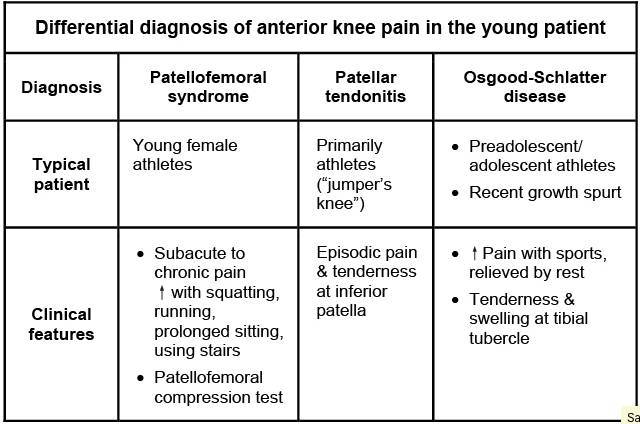 Differential diagnosis of anterior knee pain in the young patient
Diagnosis
Patellofemoral
syndrome
Patellar
tendonitis
Osgood-Schlatter
disease
Typical
patient
Young female
athletes
Primarily
athletes
("jumper's
knee")
• Preadolescent/
adolescent athletes
• Recent growth spurt
Clinical
features
• Subacute to
chronic pain
↑ with squatting,
running,
prolonged sitting,
using stairs
• Patellofemoral
compression test
Episodic pain
& tenderness
at inferior
patella
• ↑ Pain with sports,
relieved by rest
• Tenderness &
swelling at tibial
tubercle
Sa